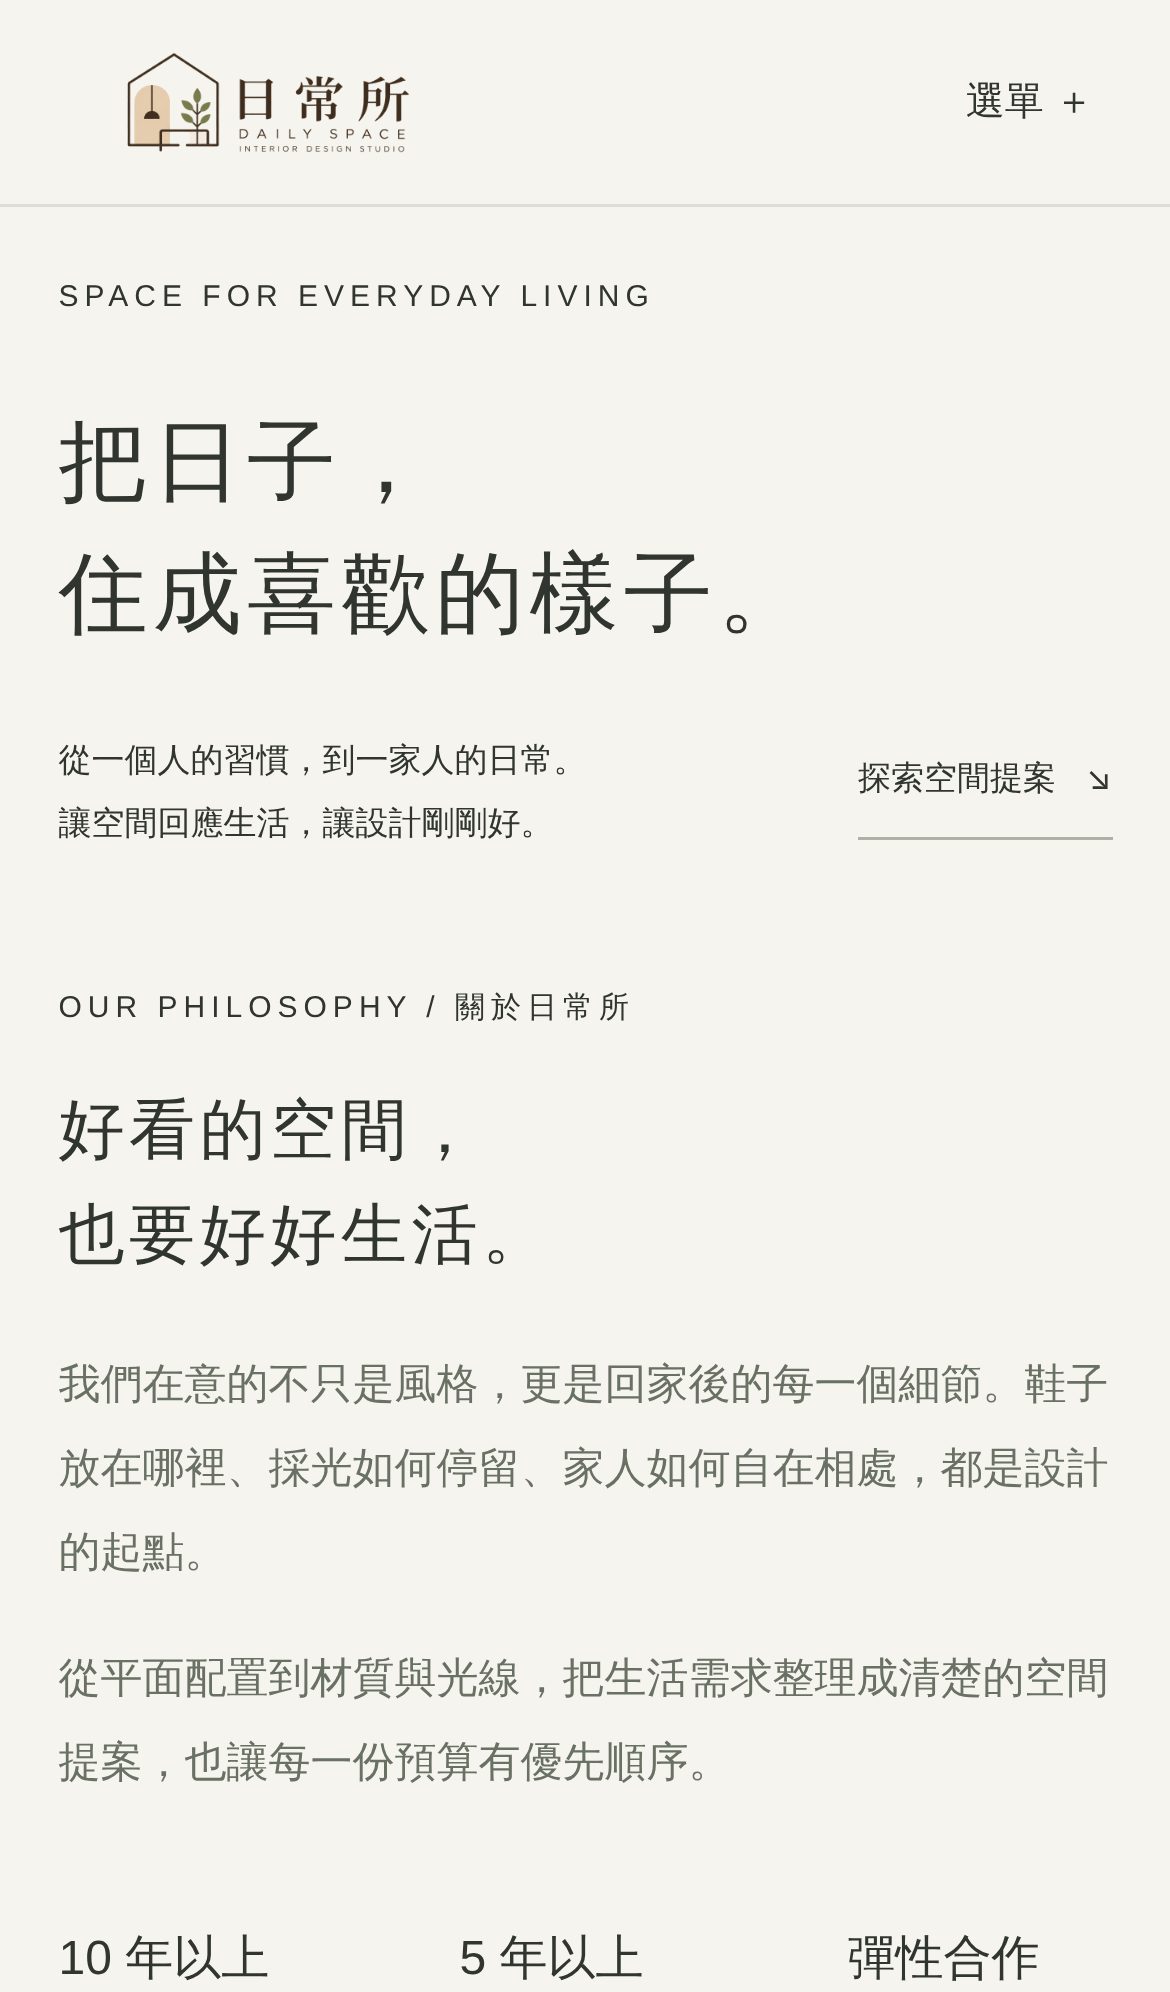 日常所
DAILY SPACE
INTERIOR DESIGN STUDIO
選單 +
SPACE FOR EVERYDAY LIVING
把日子，
住成喜歡的樣子。
從一個人的習慣，到一家人的日常。
讓空間回應生活，讓設計剛剛好。
探索空間提案 ↘
OUR PHILOSOPHY / 關於日常所
好看的空間，
也要好好生活。
我們在意的不只是風格，更是回家後的每一個細節。鞋子
放在哪裡、採光如何停留、家人如何自在相處，都是設計
的起點。
從平面配置到材質與光線，把生活需求整理成清楚的空間
提案，也讓每一份預算有優先順序。
10 年以上
5 年以上
彈性合作